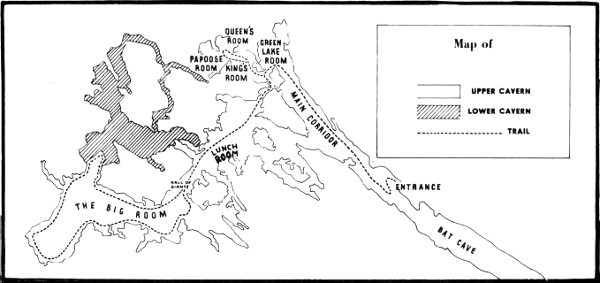 QUEEN'S
ROOM
GREEN
LAKE
ROOM
PAPOOSE
ROOM
KING'S
ROOM
MAIN CORRIDOR
LUNCH
ROOM
HALL OF
GIANTS
THE BIG ROOM
ENTRANCE
BAT CAVE
Map of
UPPER CAVERN
LOWER CAVERN
TRAIL